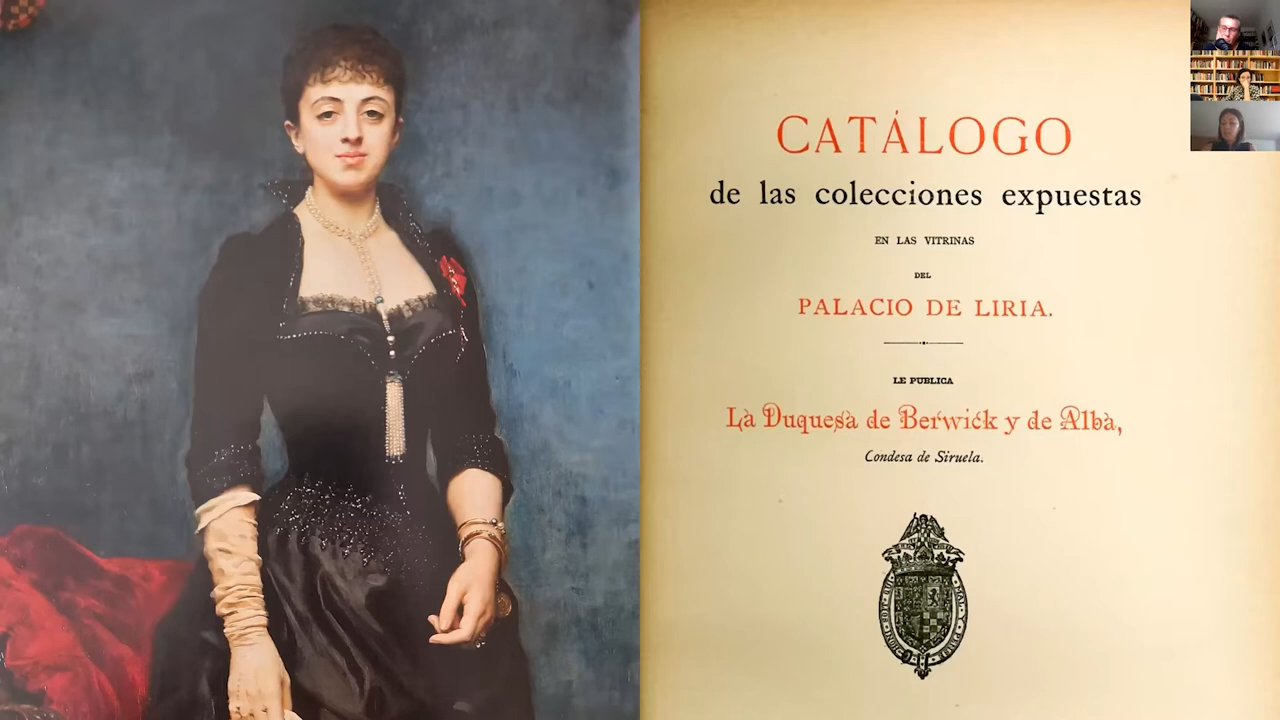 CATÁLOGO
de las colecciones expuestas
EN LAS VITRINAS
DEL
PALACIO DE LIRIA.
LE PUBLICA
La Duquesa de Berwick y de Alba,
Condesa de Siruela.